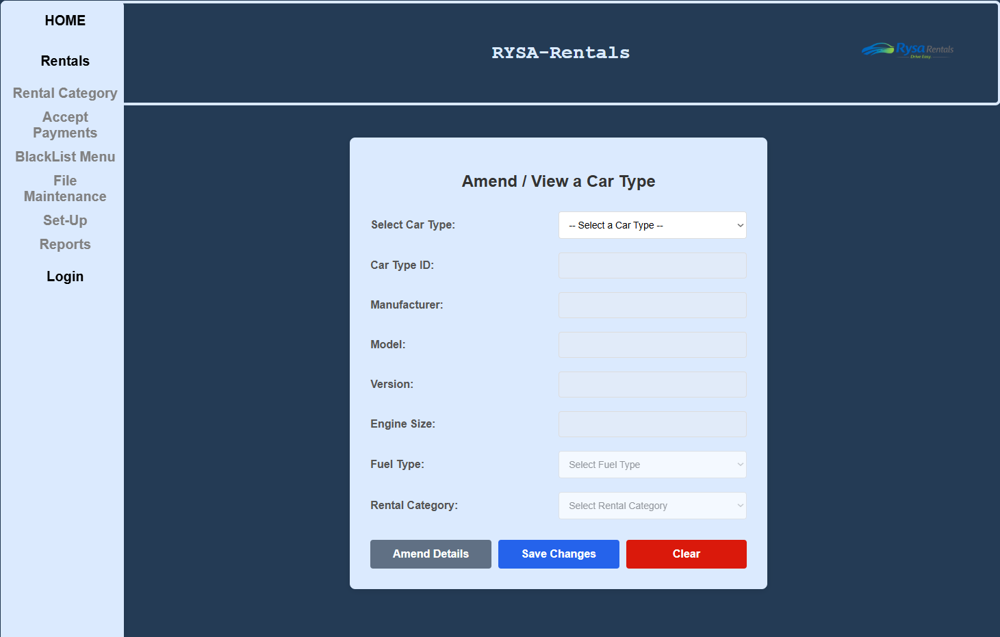 HOME
Rentals
Rental Category
Accept
Payments
BlackList Menu
File
Maintenance
Set-Up
Reports
Login
RYSA-Rentals
Rysa Rentals
Drive Easy.
Amend / View a Car Type
Select Car Type:
-- Select a Car Type --
Car Type ID:
Manufacturer:
Model:
Version:
Engine Size:
Fuel Type:
Select Fuel Type
Rental Category:
Select Rental Category
Amend Details
Save Changes
Clear